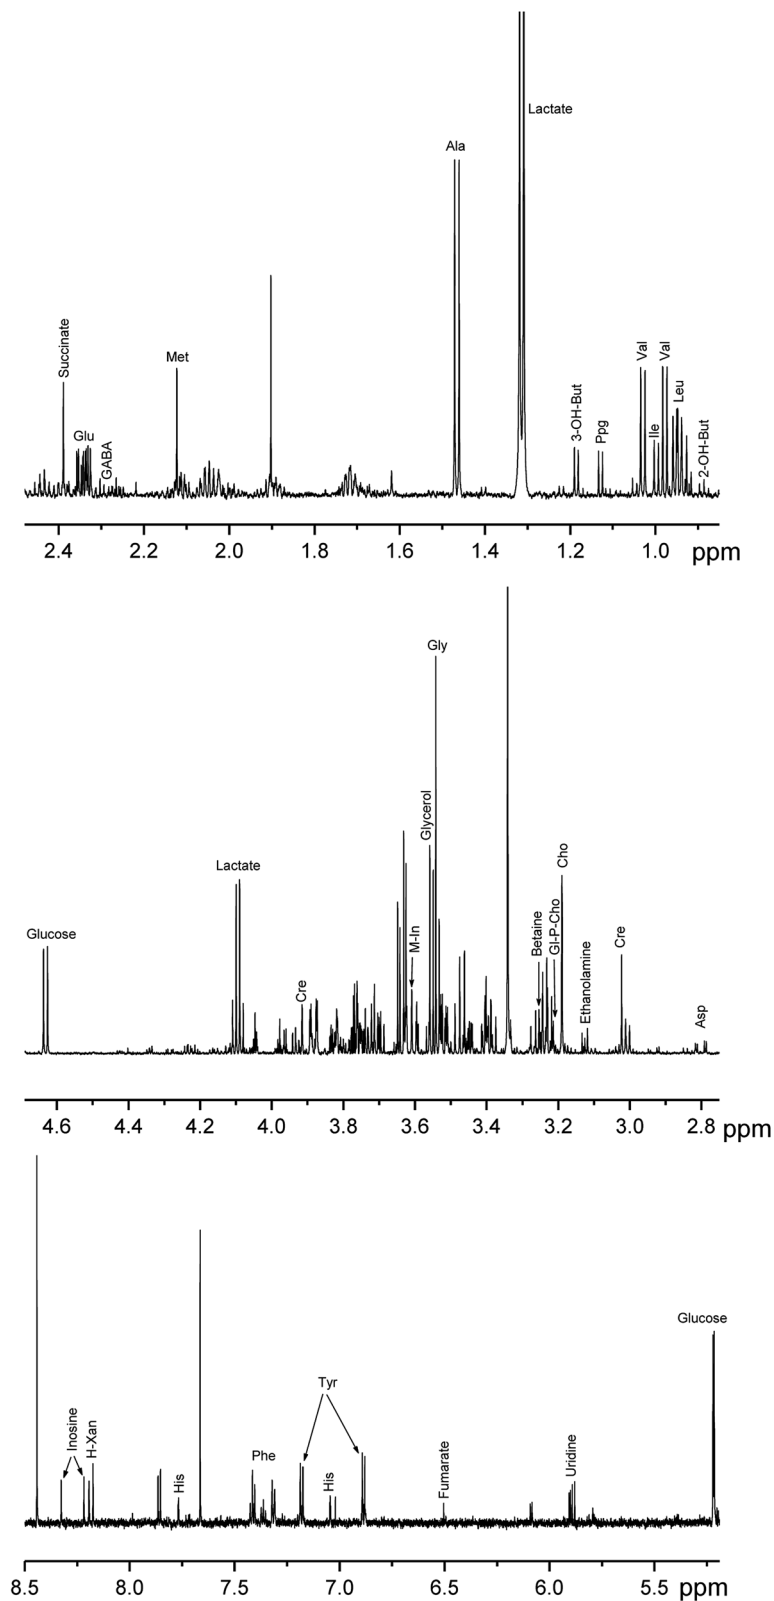 Lactate
Ala
Succinate
Met
Glu
GABA
3-OH-But
Ppg
Val
Ile
Val
Leu
2-OH-But
2.4 2.2 2.0 1.8 1.6 1.4 1.2 1.0 ppm
Gly
Glycerol
Lactate
Cho
Glucose
M-In
Betaine
Gl-P-Cho
Cre
Cre
Ethanolamine
Asp
4.6 4.4 4.2 4.0 3.8 3.6 3.4 3.2 3.0 2.8 ppm
Glucose
Tyr
Inosine
H-Xan
Phe
His
His
Fumarate
Uridine
8.5 8.0 7.5 7.0 6.5 6.0 5.5 ppm